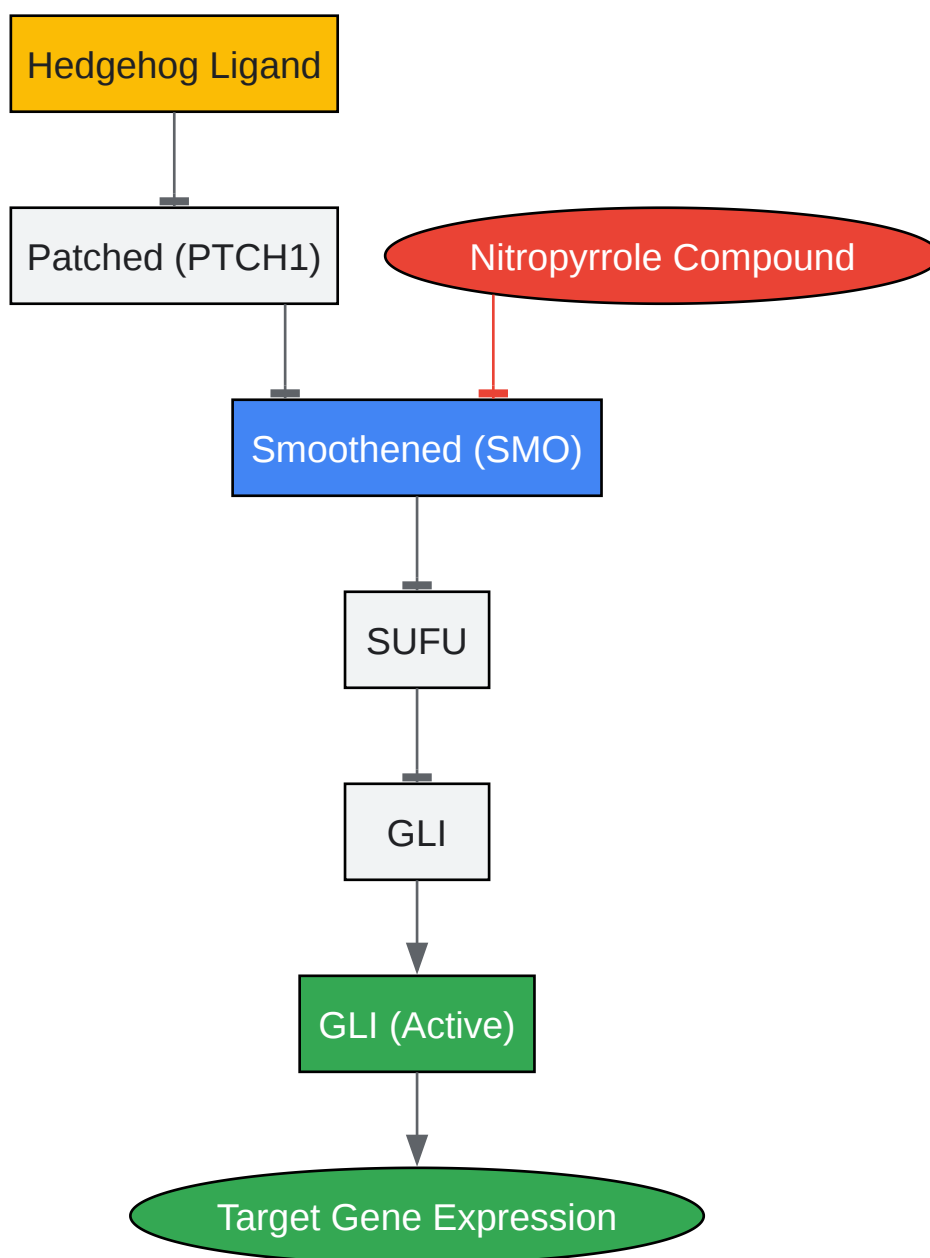 Hedgehog Ligand
Patched (PTCH1)
Nitropyrrole Compound
Smoothened (SMO)
SUFU
GLI
GLI (Active)
Target Gene Expression